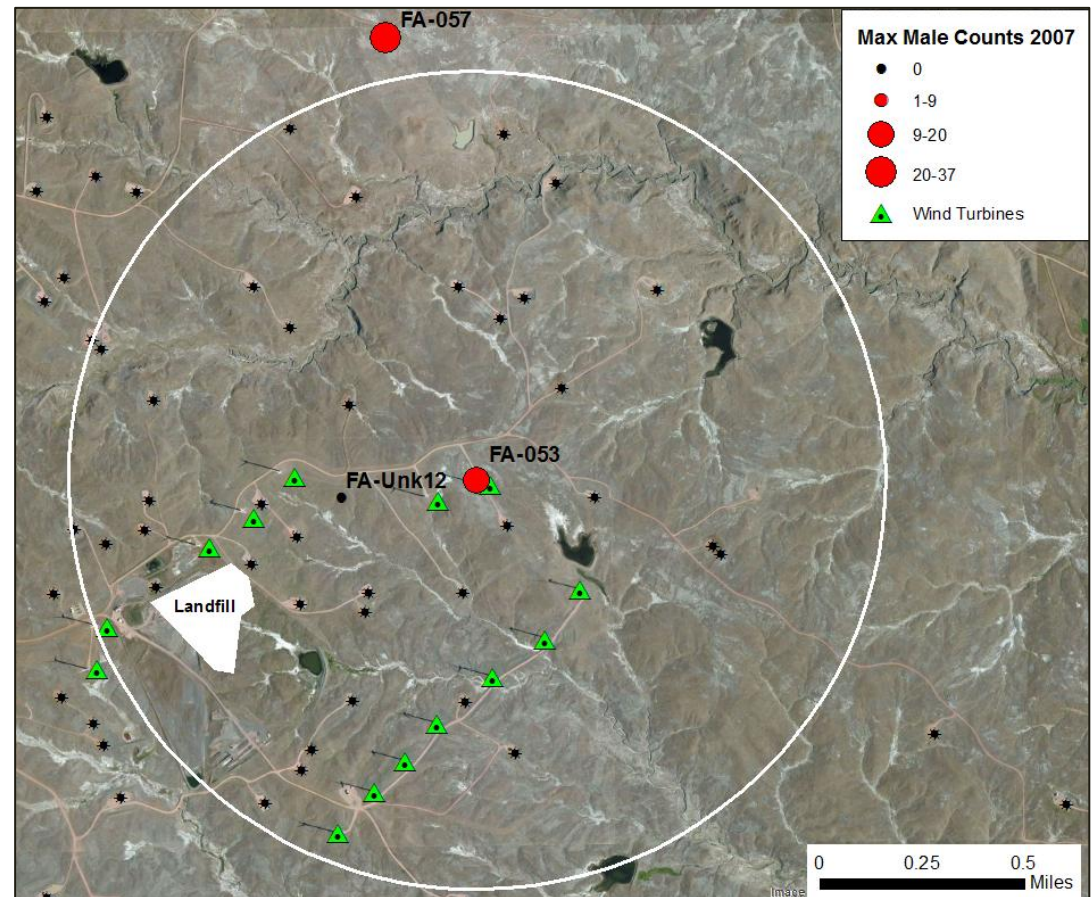 FA-057
Max Male Counts 2007
0
1-9
9-20
20-37
Wind Turbines
FA-053
FA-Unk12
Landfill
0 0.25 0.5
Miles
Image